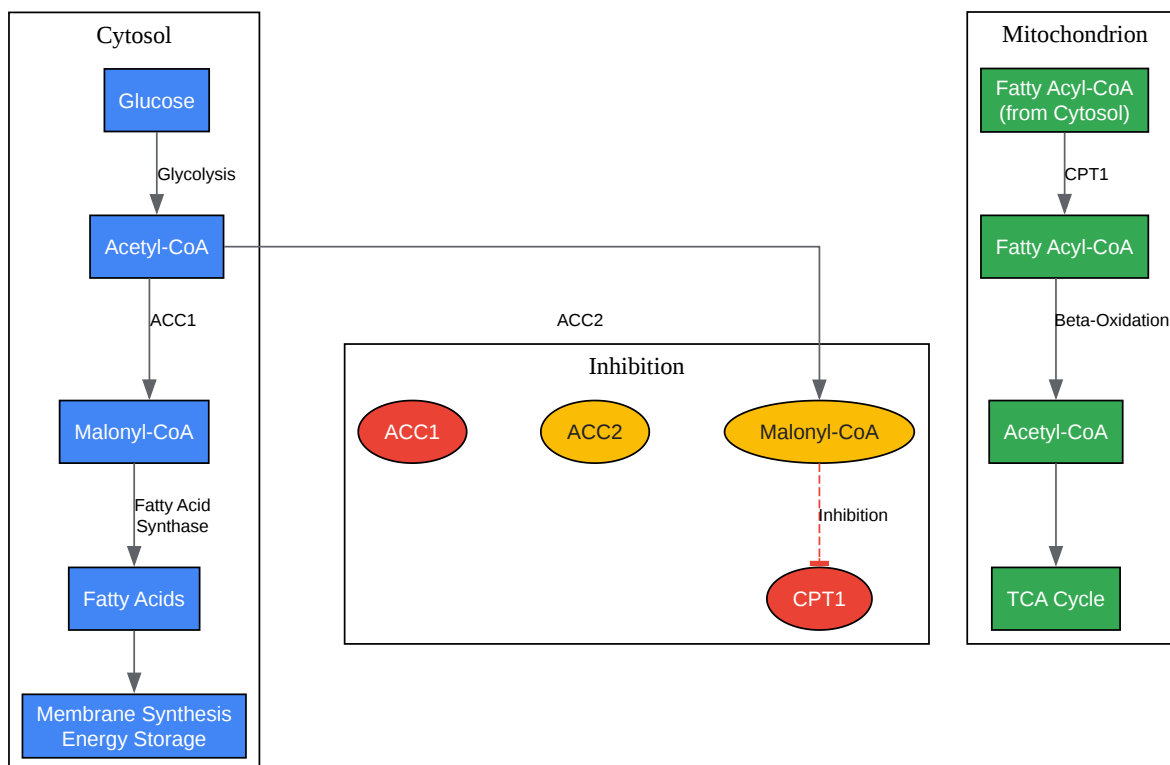 Cytosol
Glucose
Glycolysis
Acetyl-CoA
ACC1
Malonyl-CoA
Fatty Acid
Synthase
Fatty Acids
Membrane Synthesis
Energy Storage
ACC2
Inhibition
ACC1
ACC2
Malonyl-CoA
Inhibition
CPT1
Mitochondrion
Fatty Acyl-CoA
(from Cytosol)
CPT1
Fatty Acyl-CoA
Beta-Oxidation
Acetyl-CoA
TCA Cycle